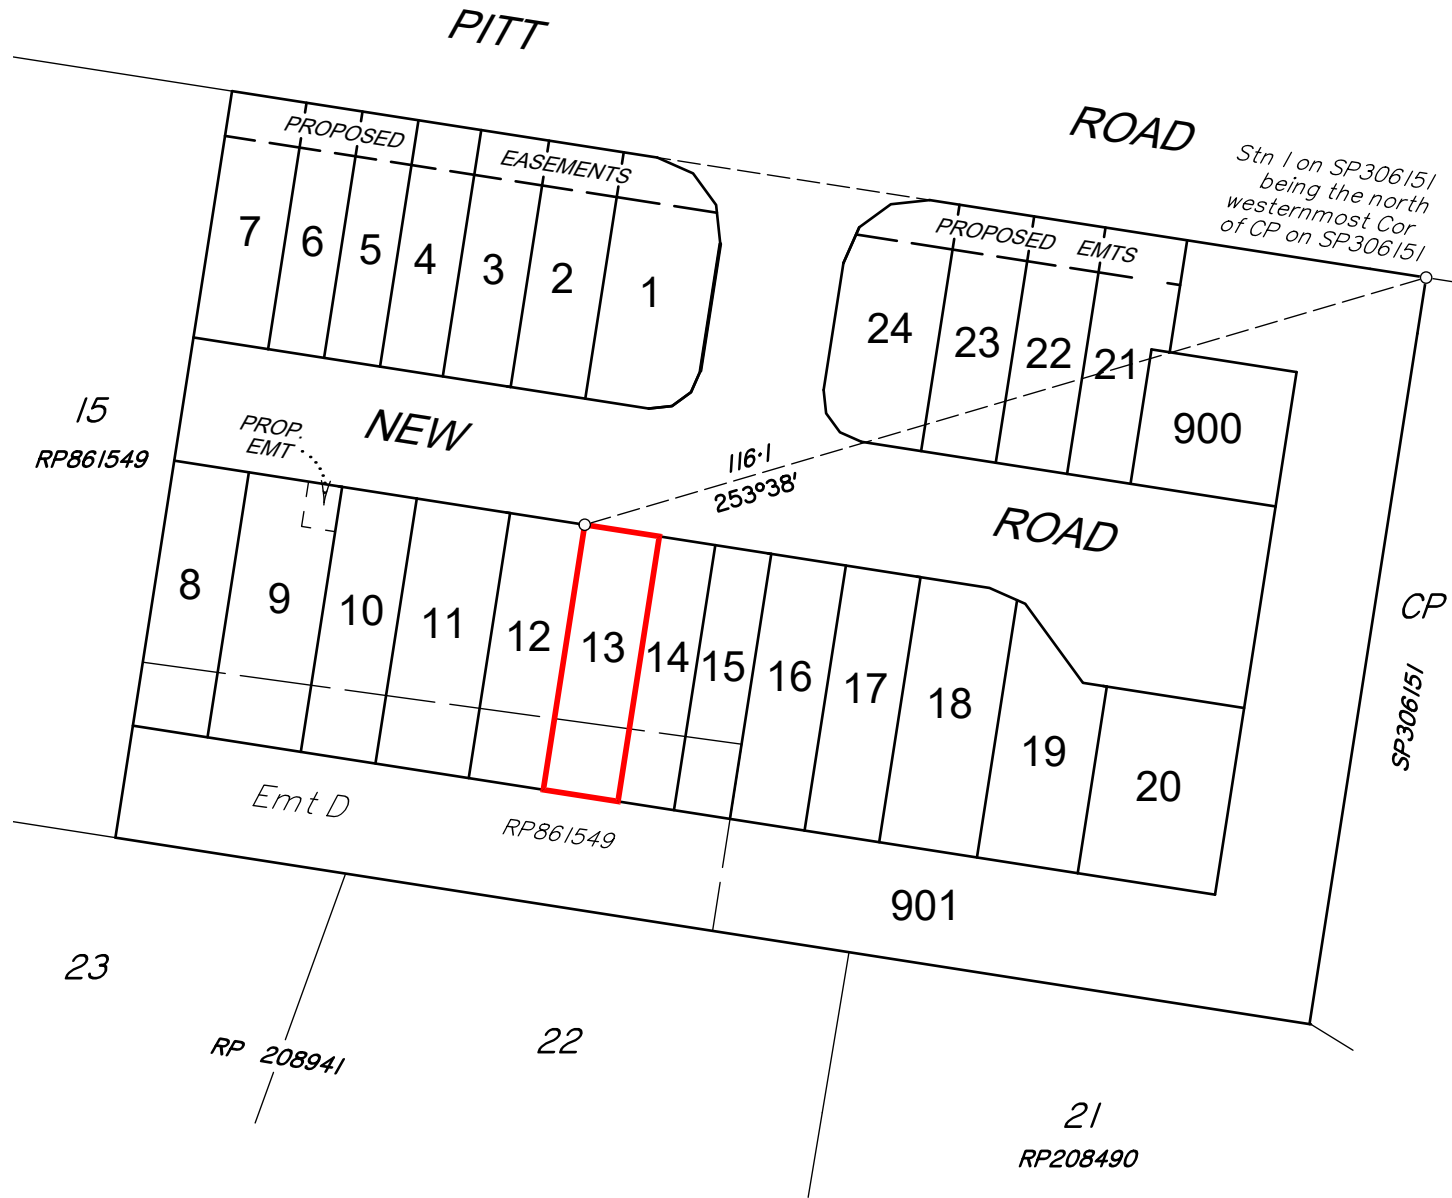 PITT
ROAD
Stn 1 on SP306151
being the north
westernmost Cor
of CP on SP306151
PROPOSED
EASEMENTS
PROPOSED EMTS
7
6
5
4
3
2
1
24
23
22
21
900
15
RP861549
PROP.
EMT
NEW
116·1
253°38'
ROAD
8
9
10
11
12
13
14
15
16
17
18
19
20
CP
SP306151
Emt D
RP861549
901
23
RP 208941
22
21
RP208490